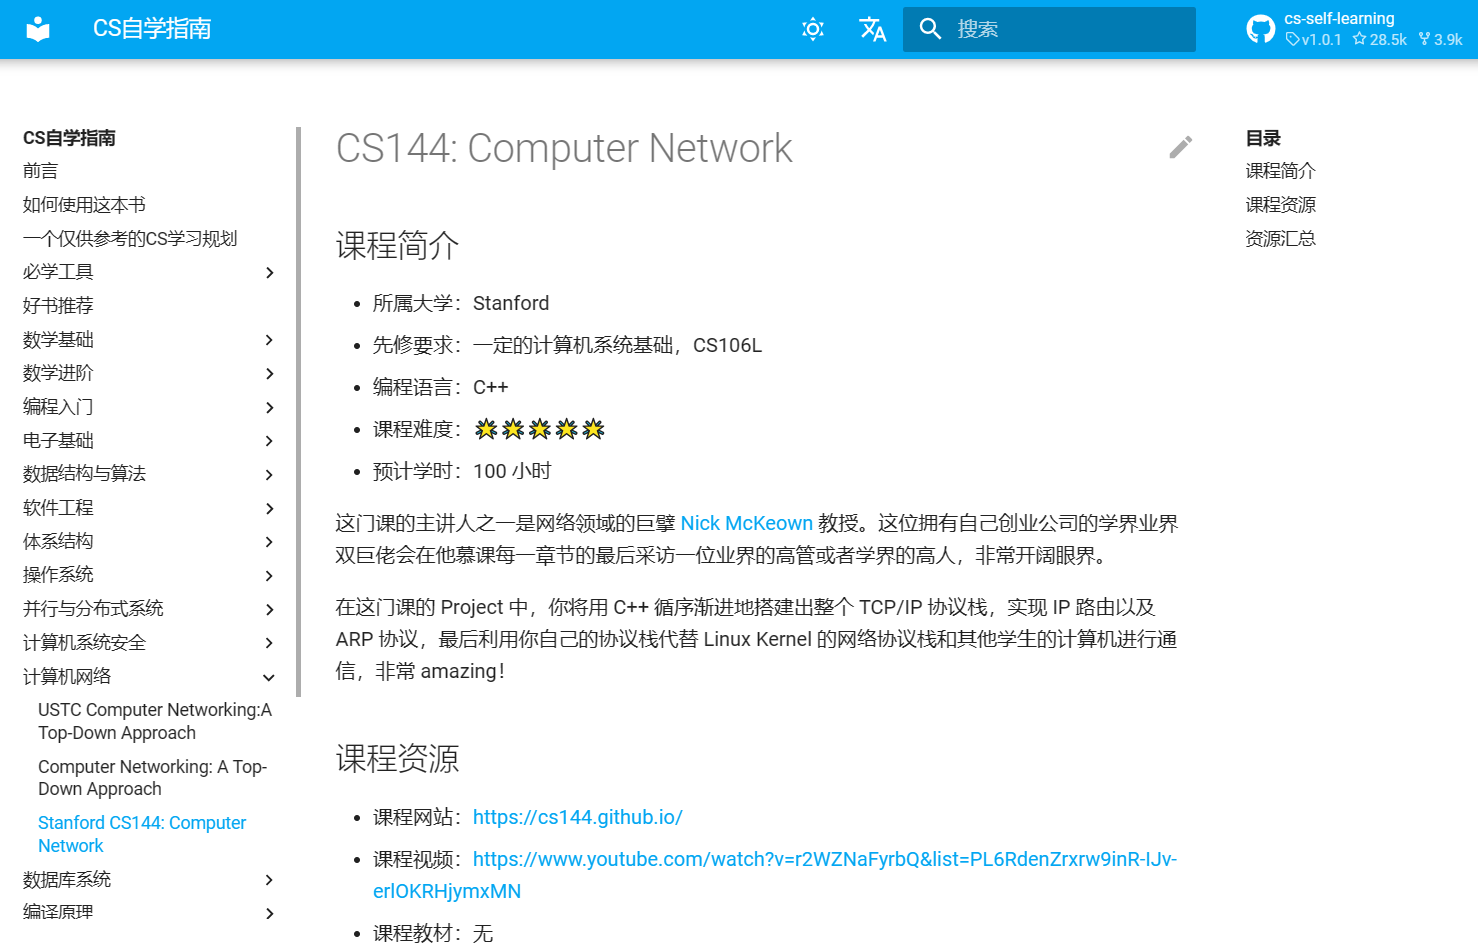 CS自学指南
搜索
cs-self-learning
v1.0.1 28.5k 3.9k
CS自学指南
前言
如何使用这本书
一个仅供参考的CS学习规划
必学工具
好书推荐
数学基础
数学进阶
编程入门
电子基础
数据结构与算法
软件工程
体系结构
操作系统
并行与分布式系统
计算机系统安全
计算机网络
USTC Computer Networking:A
Top-Down Approach
Computer Networking: A Top-
Down Approach
Stanford CS144: Computer
Network
数据库系统
编译原理
CS144: Computer Network
课程简介
• 所属大学：Stanford
• 先修要求：一定的计算机系统基础，CS106L
• 编程语言：C++
• 课程难度：🌟🌟🌟🌟🌟
• 预计学时：100 小时
这门课的主讲人之一是网络领域的巨擘 Nick McKeown 教授。这位拥有自己创业公司的学界业界
双巨佬会在他慕课每一章节的最后采访一位业界的高管或者学界的高人，非常开阔眼界。
在这门课的 Project 中，你将用 C++ 循序渐进地搭建出整个 TCP/IP 协议栈，实现 IP 路由以及
ARP 协议，最后利用你自己的协议栈代替 Linux Kernel 的网络协议栈和其他学生的计算机进行通
信，非常 amazing！
课程资源
• 课程网站：https://cs144.github.io/
• 课程视频：https://www.youtube.com/watch?v=r2WZNaFyrbQ&list=PL6RdenZrxrw9inR-IJv-
erlOKRHjymxMN
• 课程教材：无
目录
课程简介
课程资源
资源汇总